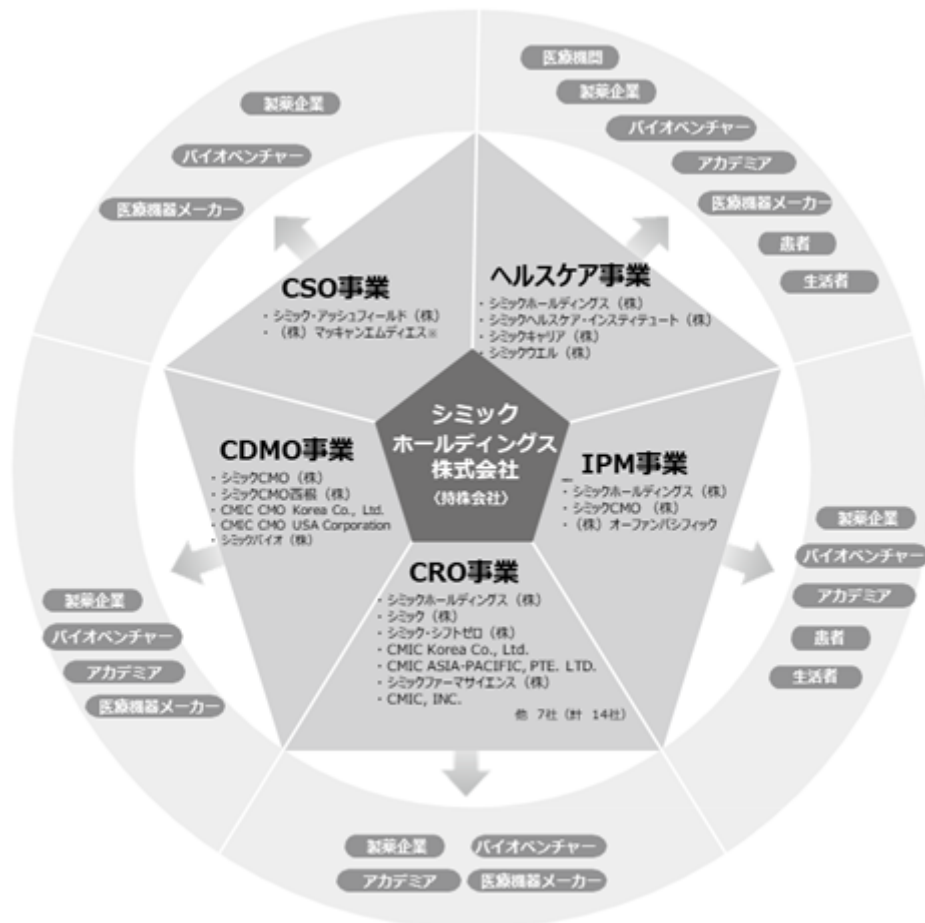 医療機関
製薬企業
バイオベンチャー
アカデミア
医療機器メーカー
患者
生活者
製薬企業
バイオベンチャー
医療機器メーカー
CSO事業
・シミック・アッシュフィールド（株）
・（株）マッキャンエムディエス※
ヘルスケア事業
・シミックホールディングス（株）
・シミックヘルスケア・インスティテュート（株）
・シミックキャリア（株）
・シミックウエル（株）
シミック
ホールディングス
株式会社
〈持株会社〉
CDMO事業
・シミックCMO（株）
・シミックCMO西根（株）
・CMIC CMO Korea Co., Ltd.
・CMIC CMO USA Corporation
・シミックバイオ（株）
IPM事業
・シミックホールディングス（株）
・シミックCMO（株）
・（株）オーファンパシフィック
CRO事業
・シミックホールディングス（株）
・シミック（株）
・シミック・シフトゼロ（株）
・CMIC Korea Co., Ltd.
・CMIC ASIA-PACIFIC, PTE. LTD.
・シミックファーマサイエンス（株）
・CMIC, INC.
他 7社（計 14社）
製薬企業
バイオベンチャー
アカデミア
患者
生活者
製薬企業
バイオベンチャー
アカデミア
医療機器メーカー
製薬企業 バイオベンチャー
アカデミア 医療機器メーカー